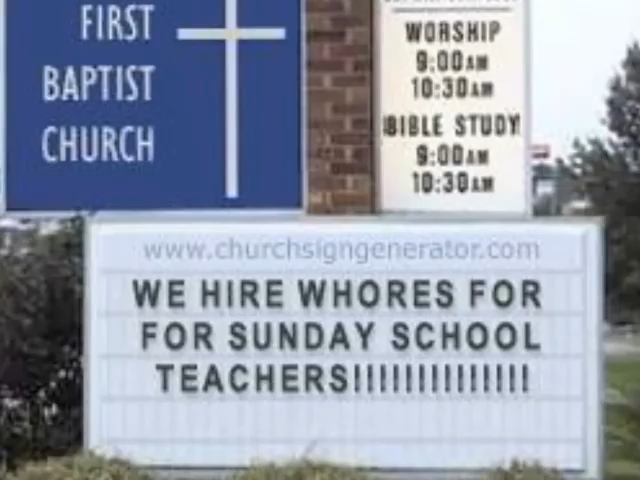 FIRST
BAPTIST
CHURCH
WORSHIP
9:00AM
10:30AM
BIBLE STUDY
9:00AM
10:30AM
www.churchsigngenerator.com
WE HIRE WHORES FOR
FOR SUNDAY SCHOOL
TEACHERS!!!!!!!!!!!!!!